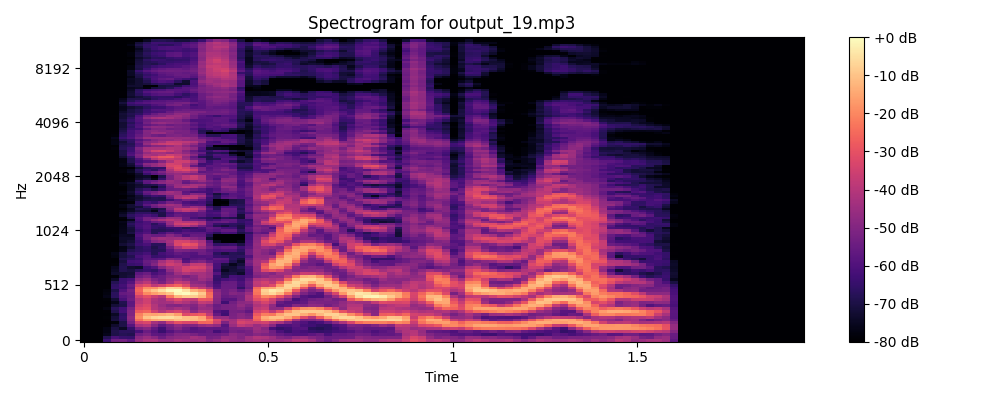 Spectrogram for output_19.mp3
Hz
8192
4096
2048
1024
512
0
0
0.5
1
1.5
Time
+0 dB
-10 dB
-20 dB
-30 dB
-40 dB
-50 dB
-60 dB
-70 dB
-80 dB